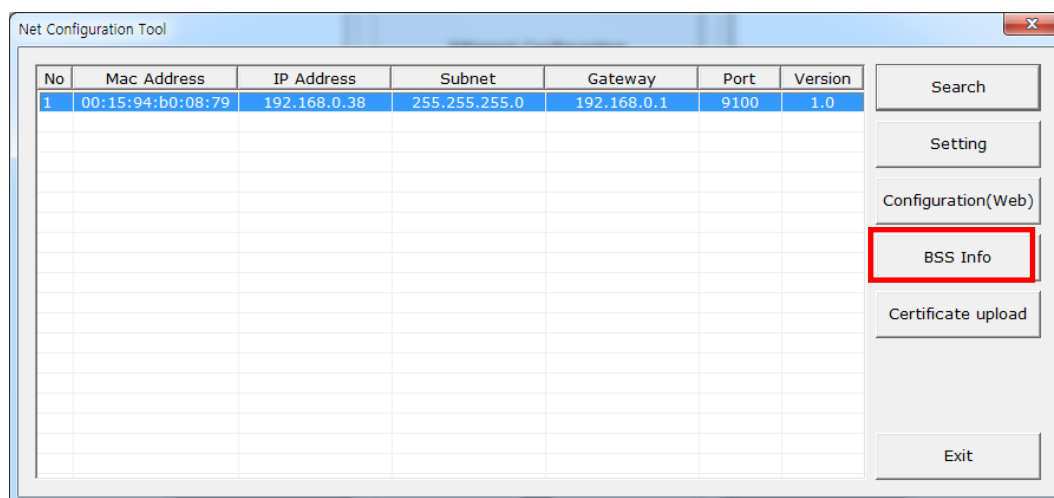 Net Configuration Tool
No Mac Address IP Address Subnet Gateway Port Version
1 00:15:94:b0:08:79 192.168.0.38 255.255.255.0 192.168.0.1 9100 1.0
Search
Setting
Configuration(Web)
BSS Info
Certificate upload
Exit